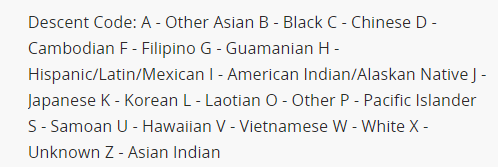 Descent Code: A - Other Asian B - Black C - Chinese D -
Cambodian F - Filipino G - Guamanian H -
Hispanic/Latin/Mexican I - American Indian/Alaskan Native J -
Japanese K - Korean L - Laotian O - Other P - Pacific Islander
S - Samoan U - Hawaiian V - Vietnamese W - White X -
Unknown Z - Asian Indian